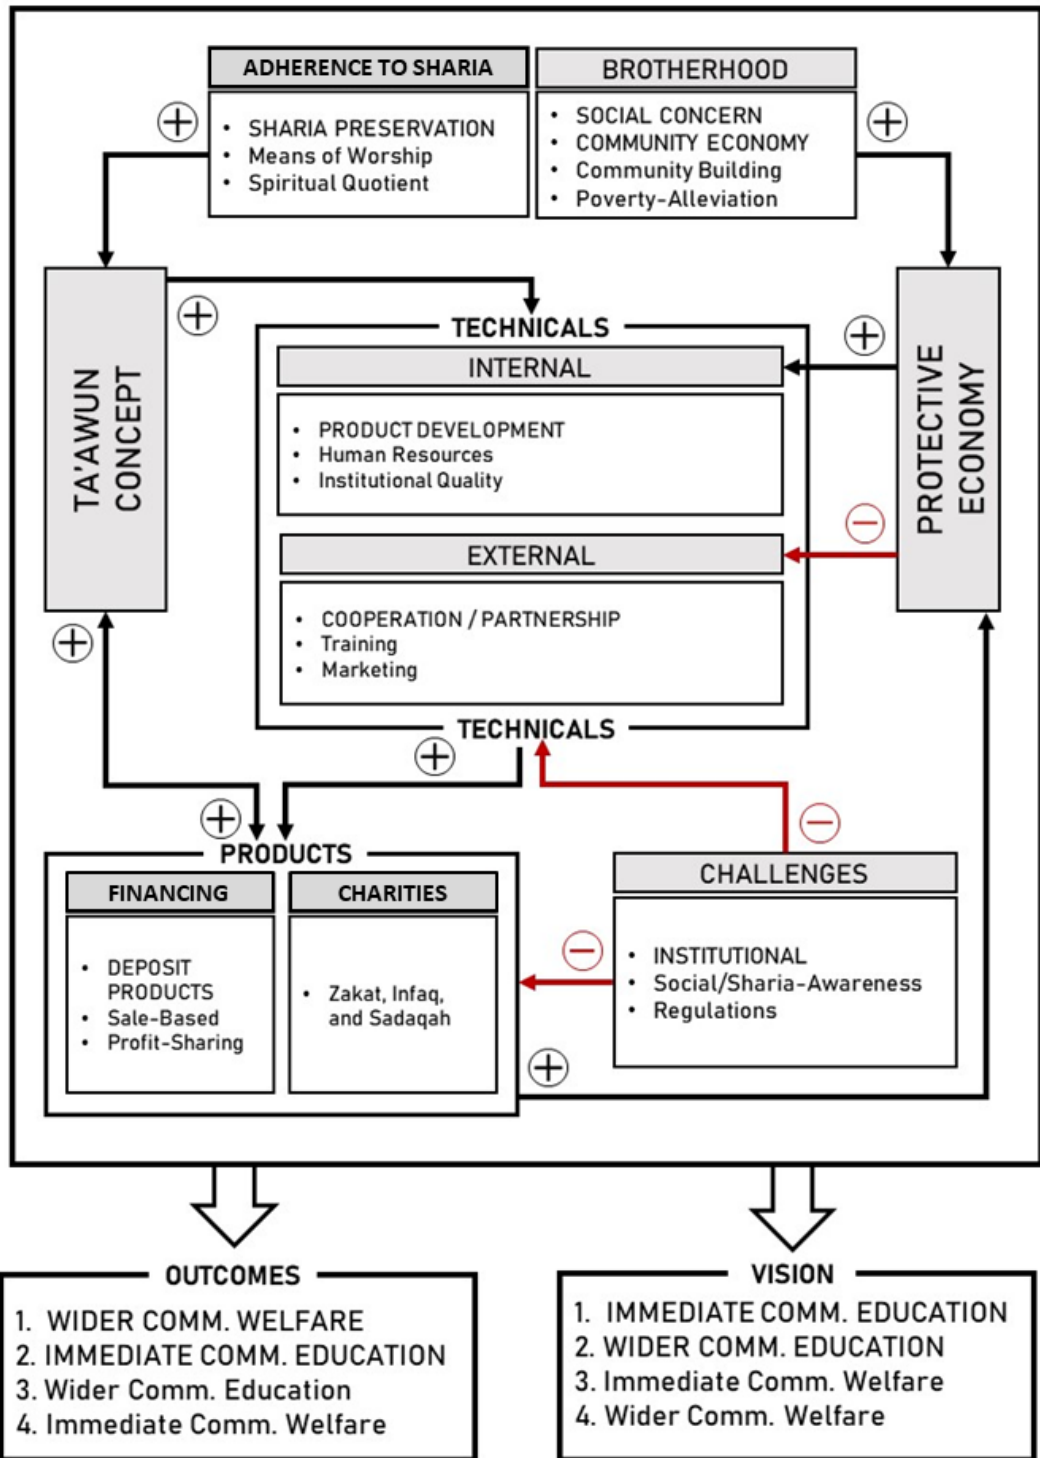 ADHERENCE TO SHARIA
• SHARIA PRESERVATION
• Means of Worship
• Spiritual Quotient
BROTHERHOOD
• SOCIAL CONCERN
• COMMUNITY ECONOMY
• Community Building
• Poverty-Alleviation
+
+
TA'AWUN
CONCEPT
+
TECHNICALS
INTERNAL
• PRODUCT DEVELOPMENT
• Human Resources
• Institutional Quality
EXTERNAL
• COOPERATION / PARTNERSHIP
• Training
• Marketing
TECHNICALS
+
−
PROTECTIVE
ECONOMY
+
+
+
−
PRODUCTS
FINANCING
• DEPOSIT
PRODUCTS
• Sale-Based
• Profit-Sharing
CHARITIES
• Zakat, Infaq,
and Sadaqah
−
+
CHALLENGES
• INSTITUTIONAL
• Social/Sharia-Awareness
• Regulations
OUTCOMES
1. WIDER COMM. WELFARE
2. IMMEDIATE COMM. EDUCATION
3. Wider Comm. Education
4. Immediate Comm. Welfare
VISION
1. IMMEDIATE COMM. EDUCATION
2. WIDER COMM. EDUCATION
3. Immediate Comm. Welfare
4. Wider Comm. Welfare